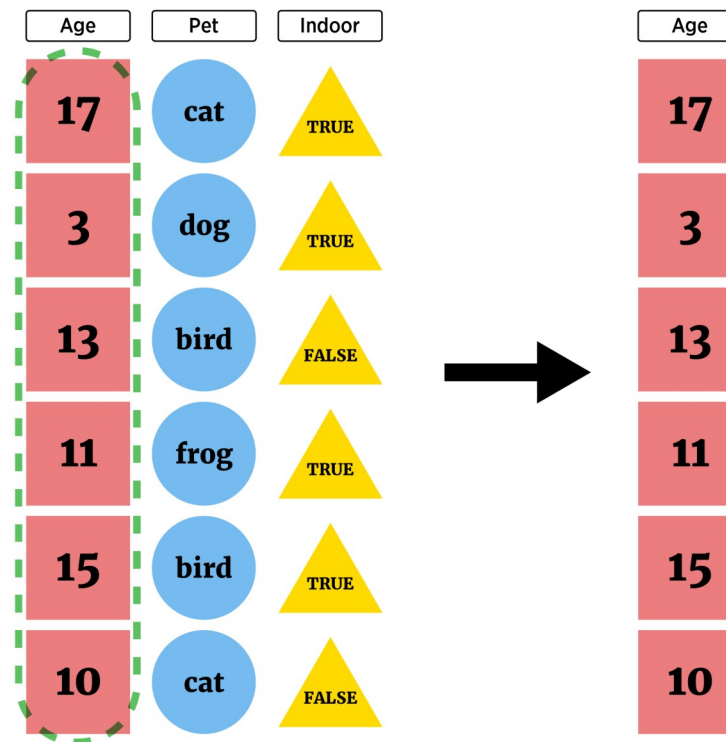 Age Pet Indoor Age
17 cat TRUE 17
3 dog TRUE 3
13 bird FALSE 13
11 frog TRUE 11
15 bird TRUE 15
10 cat FALSE 10